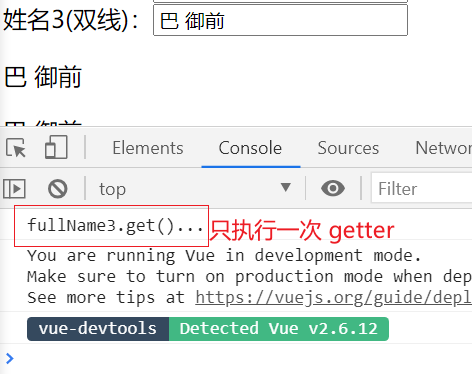 姓名3(双线)： 巴 御前
巴 御前
巴 御前
Elements Console Sources Networ
top Filter
fullName3.get()... 只执行一次 getter
You are running Vue in development mode.
Make sure to turn on production mode when dep
See more tips at https://vuejs.org/guide/depl
vue-devtools Detected Vue v2.6.12